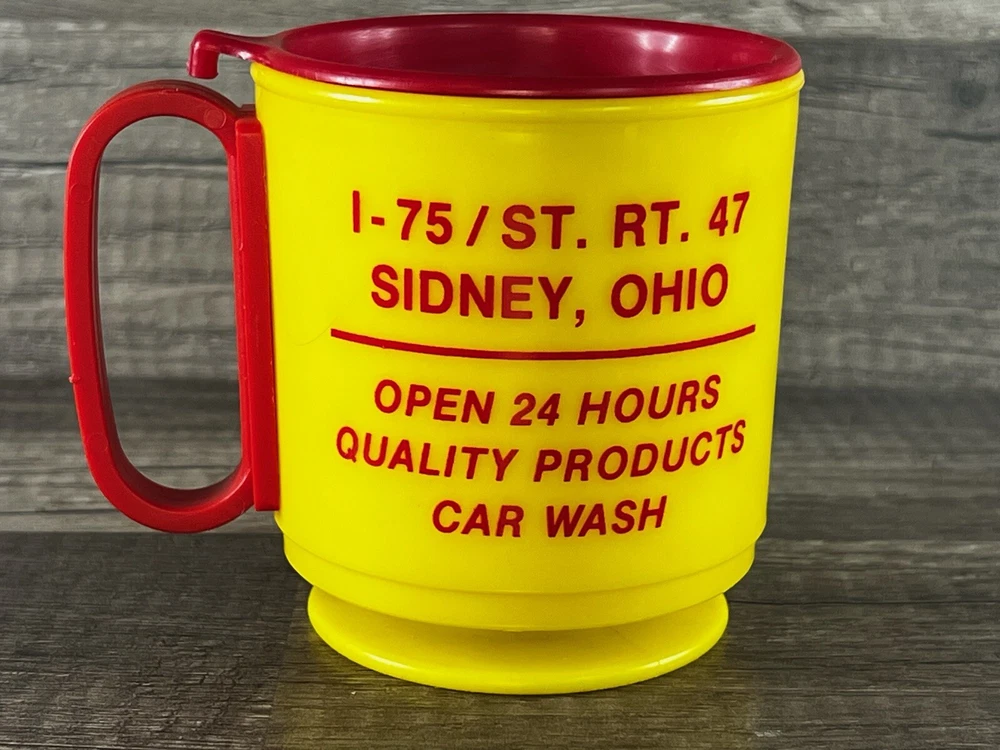 I-75/ST. RT. 47
SIDNEY, OHIO
OPEN 24 HOURS
QUALITY PRODUCTS
CAR WASH